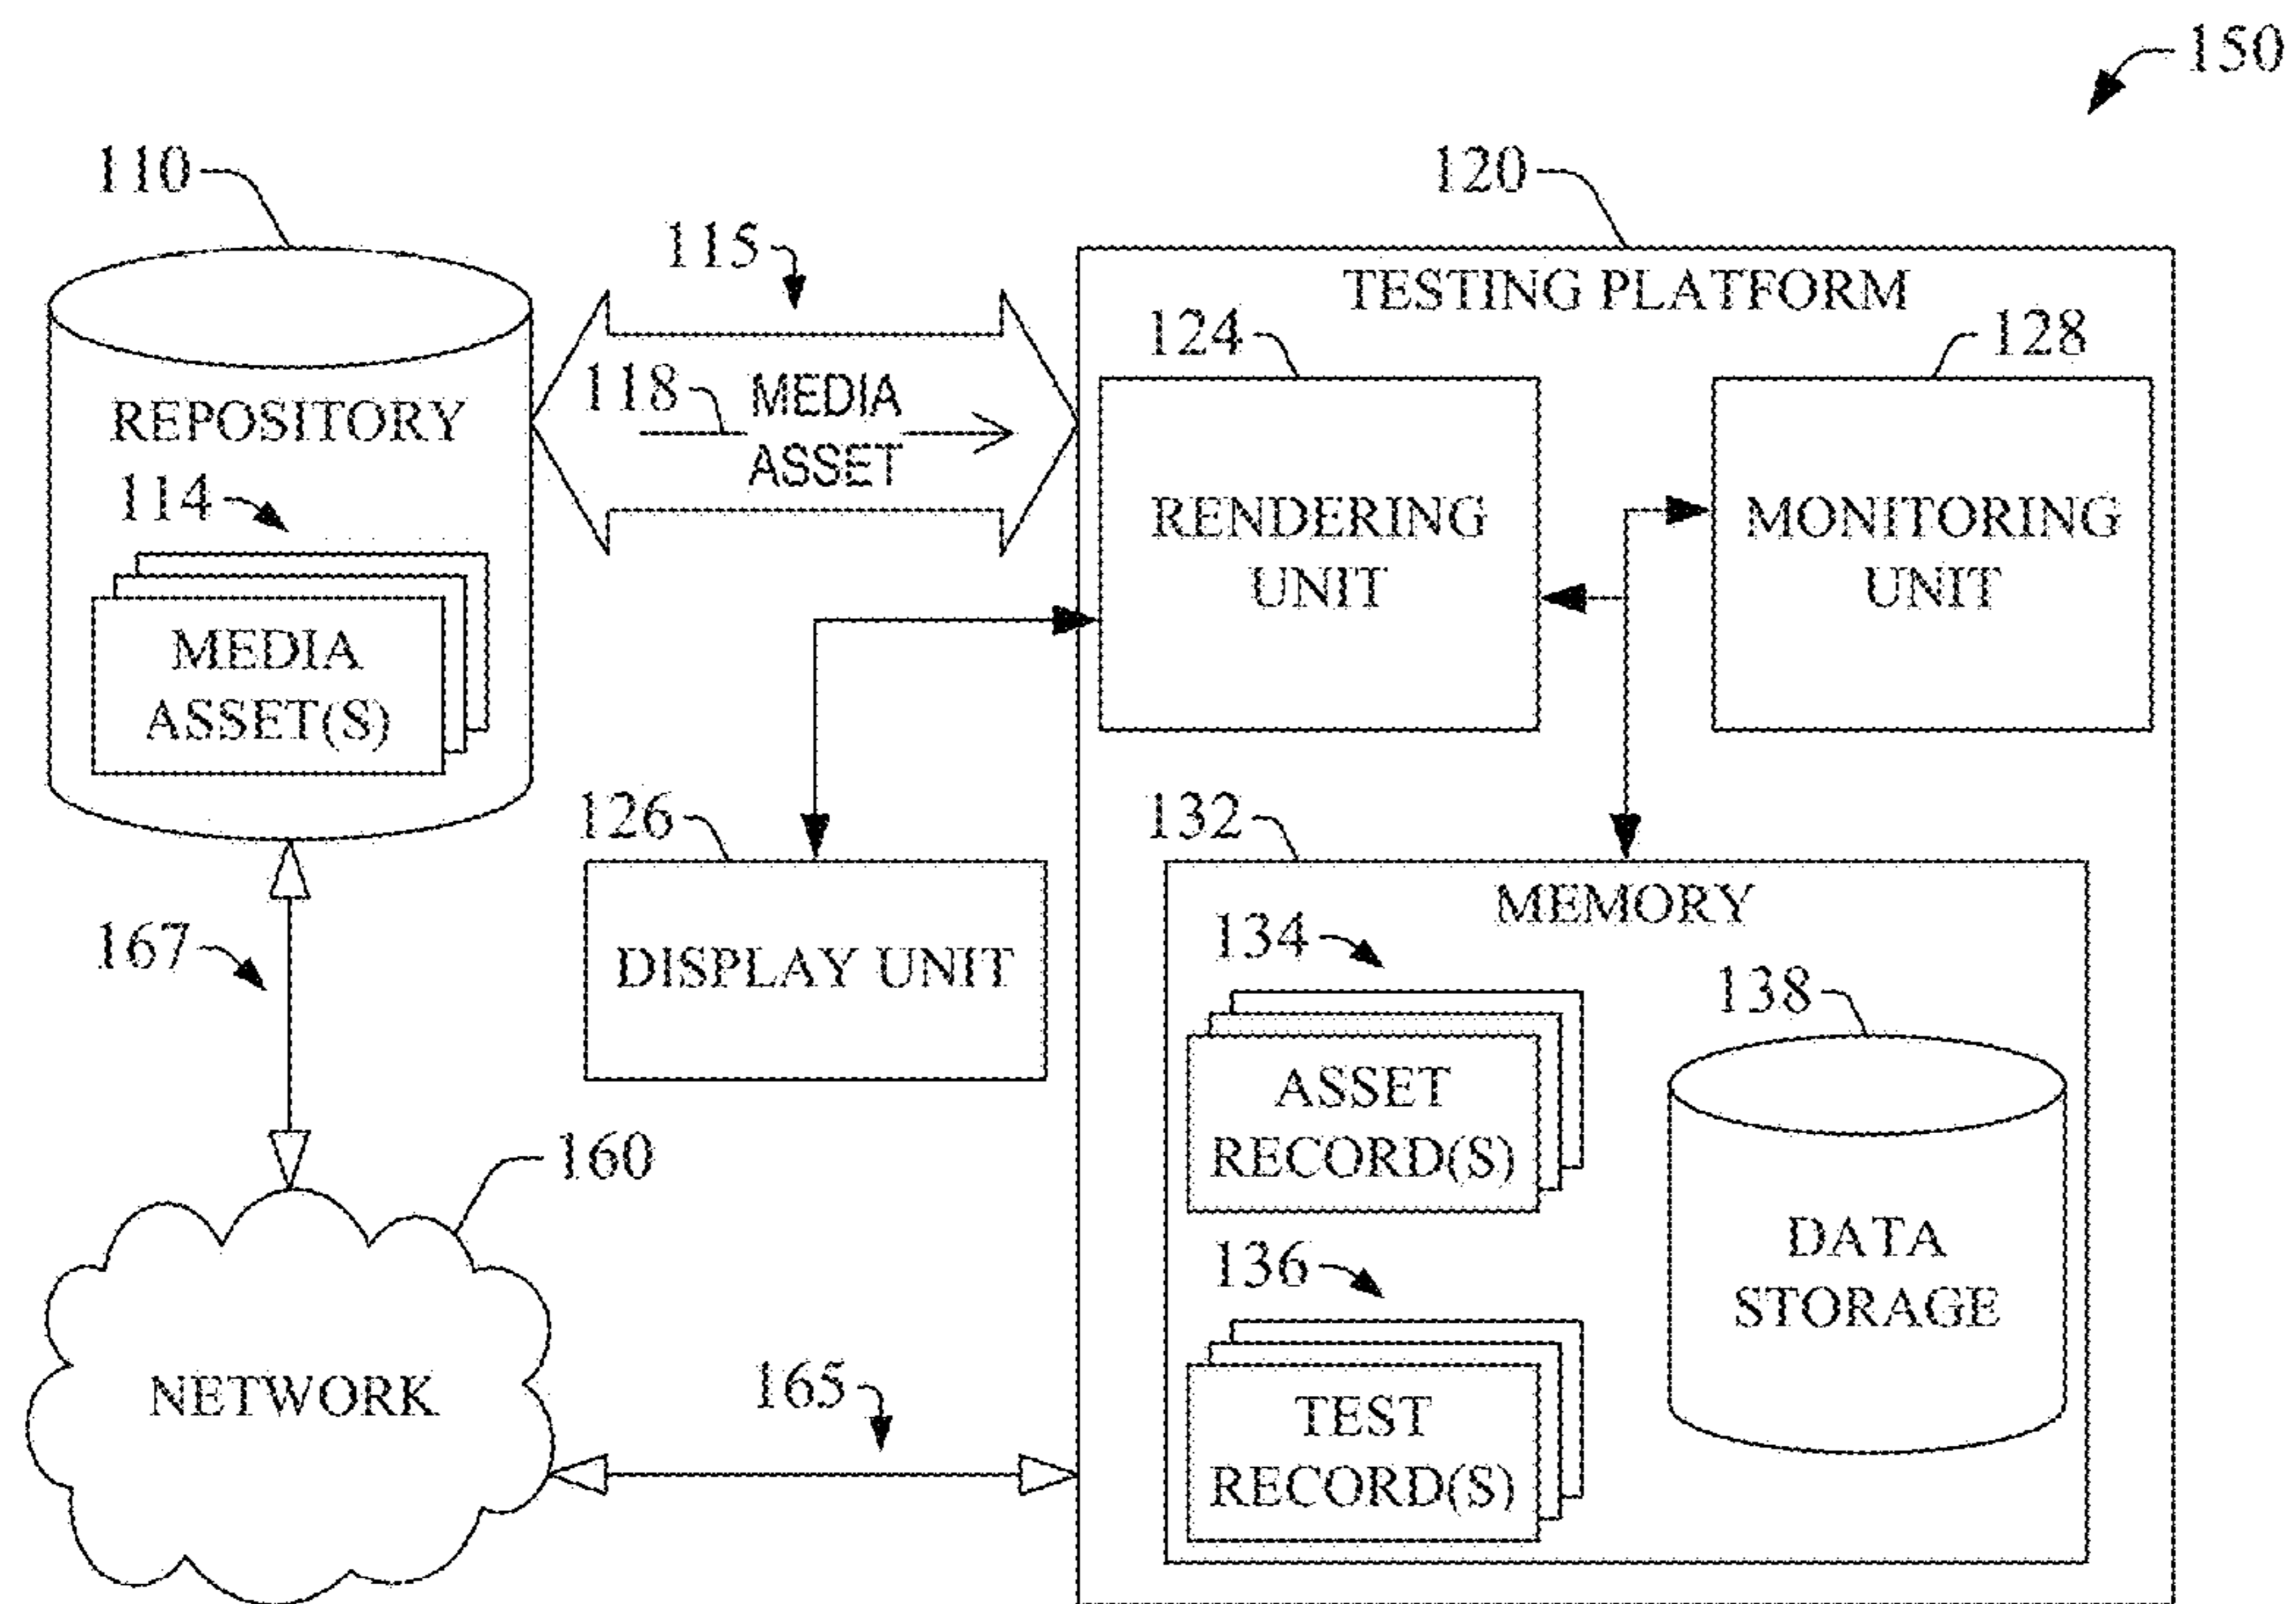 150
110
120
115
TESTING PLATFORM
124
128
118
MEDIA
ASSET
REPOSITORY
114
MEDIA
ASSET(S)
RENDERING
UNIT
MONITORING
UNIT
126
132
DISPLAY UNIT
MEMORY
134
138
167
ASSET
RECORD(S)
160
136
DATA
STORAGE
NETWORK
165
TEST
RECORD(S)